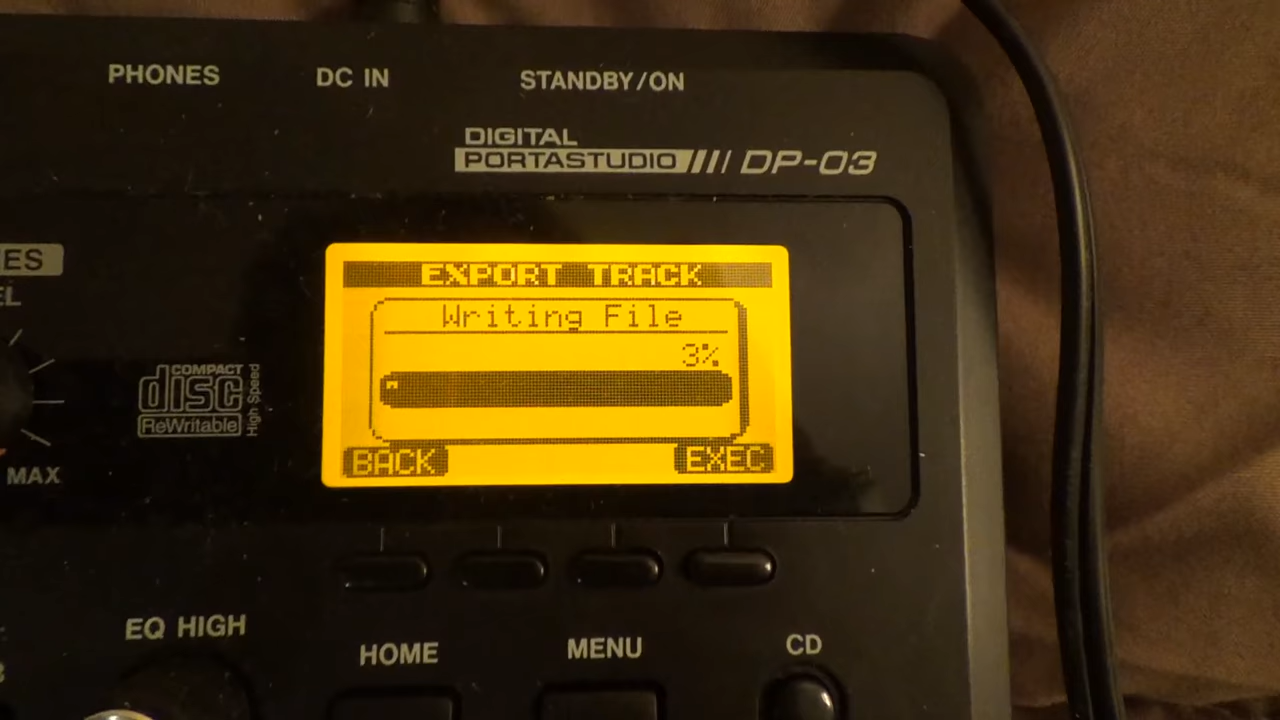 PHONES
DC IN
STANDBY/ON
DIGITAL
PORTASTUDIO
DP-03
ES
EL
EXPORT TRACK
Writing File
3%
BACK
EXEC
COMPACT
disc
ReWritable
High Speed
MAX
EQ HIGH
HOME
MENU
CD